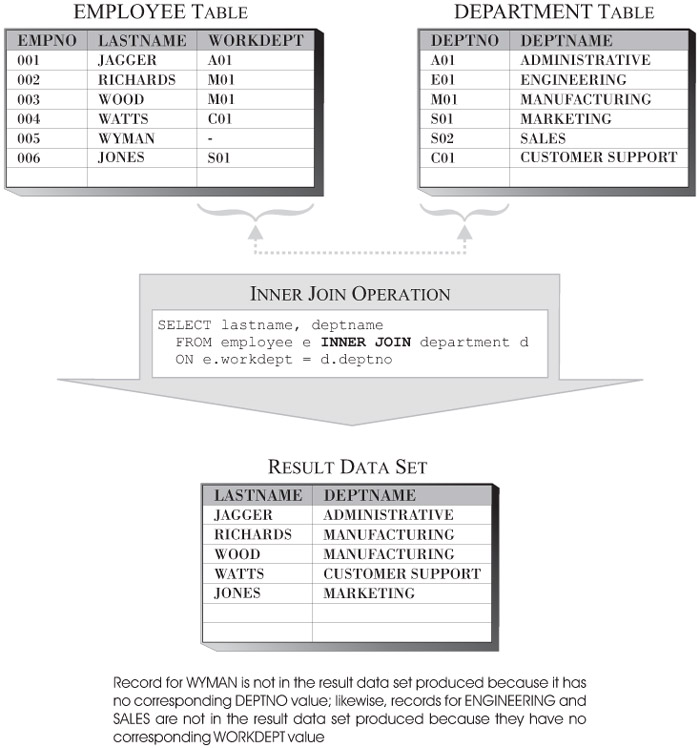 EMPLOYEE TABLE
EMPNO LASTNAME WORKDEPT
001 JAGGER A01
002 RICHARDS M01
003 WOOD M01
004 WATTS C01
005 WYMAN -
006 JONES S01
DEPARTMENT TABLE
DEPTNO DEPTNAME
A01 ADMINISTRATIVE
E01 ENGINEERING
M01 MANUFACTURING
S01 MARKETING
S02 SALES
C01 CUSTOMER SUPPORT
INNER JOIN OPERATION
SELECT lastname, deptname
FROM employee e INNER JOIN department d
ON e.workdept = d.deptno
RESULT DATA SET
LASTNAME DEPTNAME
JAGGER ADMINISTRATIVE
RICHARDS MANUFACTURING
WOOD MANUFACTURING
WATTS CUSTOMER SUPPORT
JONES MARKETING
Record for WYMAN is not in the result data set produced because it has
no corresponding DEPTNO value; likewise, records for ENGINEERING and
SALES are not in the result data set produced because they have no
corresponding WORKDEPT value